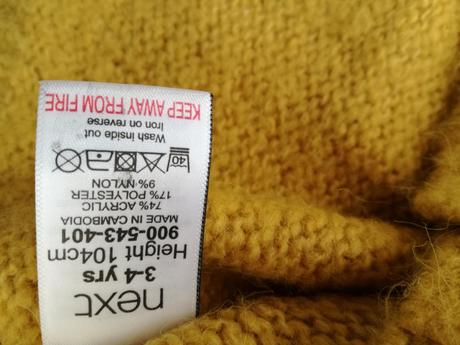 next
3-4 yrs
Height 104cm
900-543-401
MADE IN CAMBODIA
74% ACRYLIC
17% POLYESTER
9% NYLON
40
Wash inside out
Iron on reverse
KEEP AWAY FROM FIRE